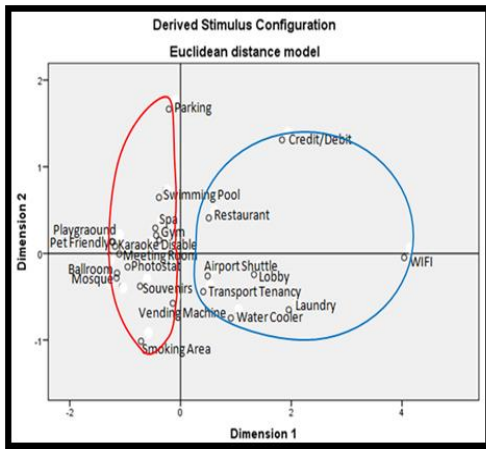 Derived Stimulus Configuration
Euclidean distance model
2
Parking
Credit/Debit
1
Swimming Pool
Restaurant
Spa
Playgraound
Gym
Pet Friendly
Karaoke Disable
0
Meeting Room
WIFI
Ballroom
Photostat
Airport Shuttle
Lobby
Mosque
Souvenirs
Transport Tenancy
Vending Machine
Laundry
Water Cooler
-1
Smoking Area
-2
0
2
4
Dimension 1
Dimension 2